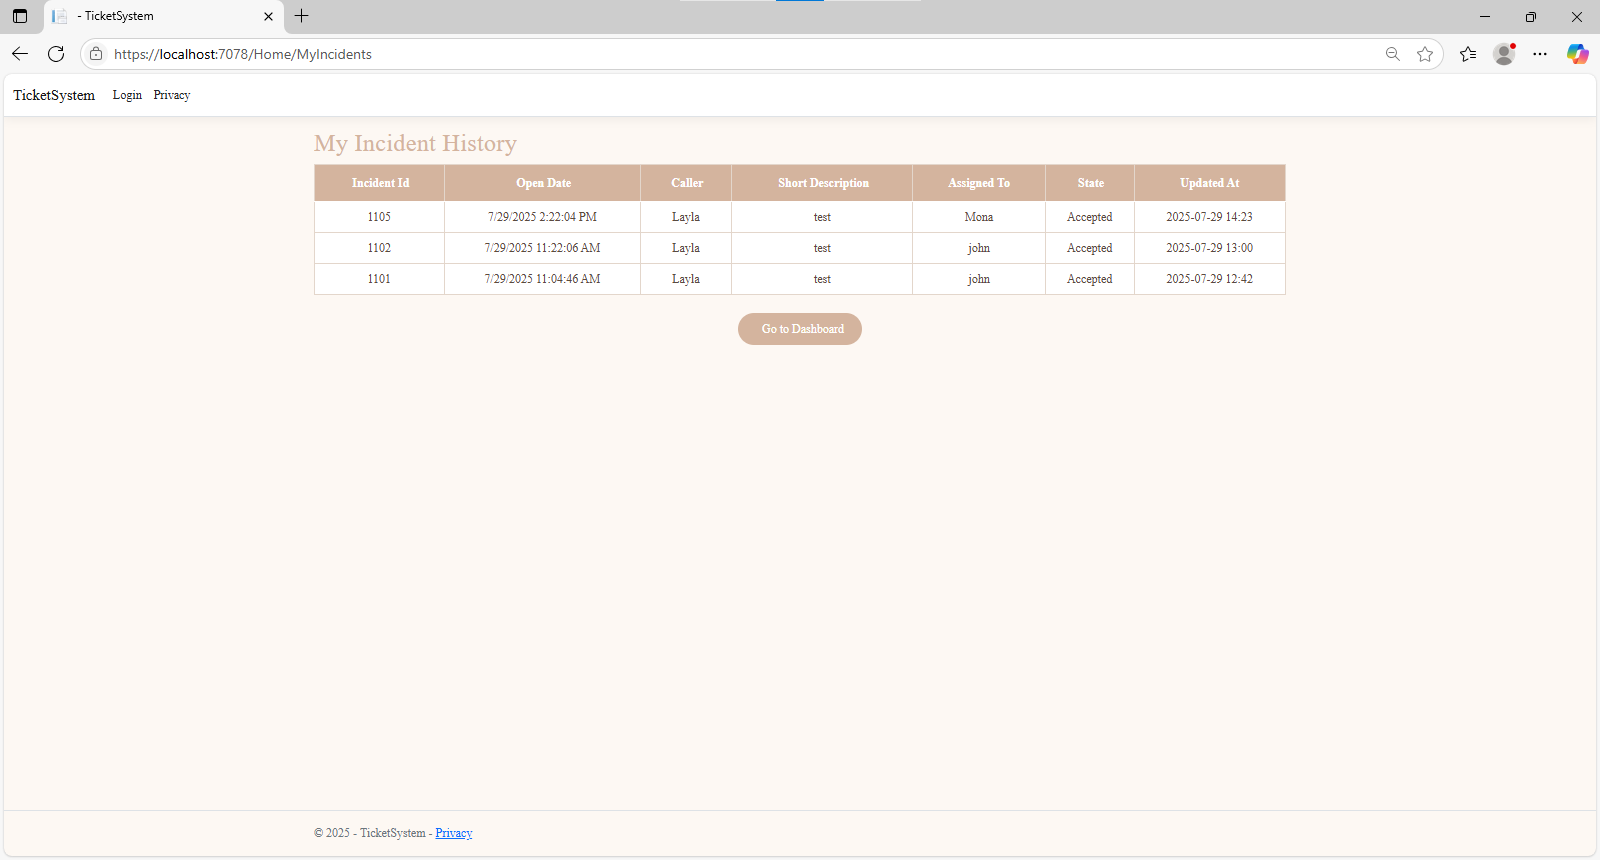 - TicketSystem
https://localhost:7078/Home/MyIncidents
TicketSystem Login Privacy
My Incident History
Incident Id Open Date Caller Short Description Assigned To State Updated At
1105 7/29/2025 2:22:04 PM Layla test Mona Accepted 2025-07-29 14:23
1102 7/29/2025 11:22:06 AM Layla test john Accepted 2025-07-29 13:00
1101 7/29/2025 11:04:46 AM Layla test john Accepted 2025-07-29 12:42
Go to Dashboard
© 2025 - TicketSystem - Privacy